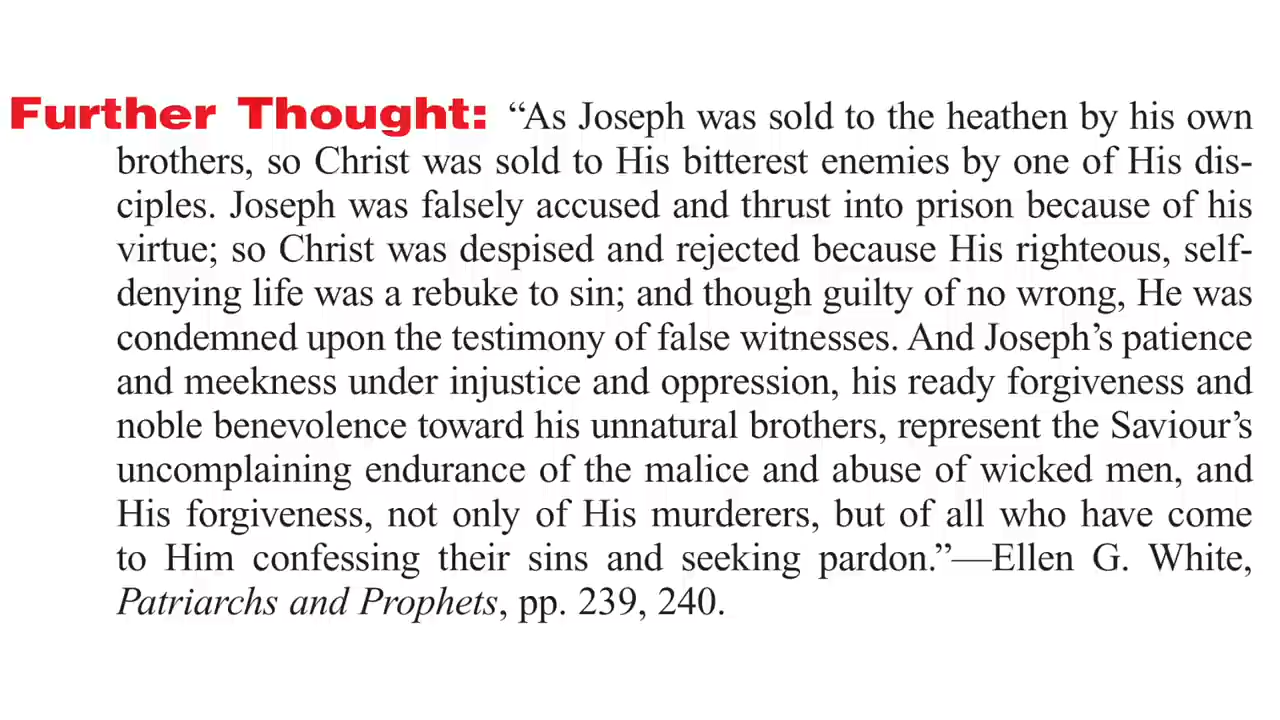 Further Thought: “As Joseph was sold to the heathen by his own
brothers, so Christ was sold to His bitterest enemies by one of His dis-
ciples. Joseph was falsely accused and thrust into prison because of his
virtue; so Christ was despised and rejected because His righteous, self-
denying life was a rebuke to sin; and though guilty of no wrong, He was
condemned upon the testimony of false witnesses. And Joseph’s patience
and meekness under injustice and oppression, his ready forgiveness and
noble benevolence toward his unnatural brothers, represent the Saviour’s
uncomplaining endurance of the malice and abuse of wicked men, and
His forgiveness, not only of His murderers, but of all who have come
to Him confessing their sins and seeking pardon.”—Ellen G. White,
Patriarchs and Prophets, pp. 239, 240.